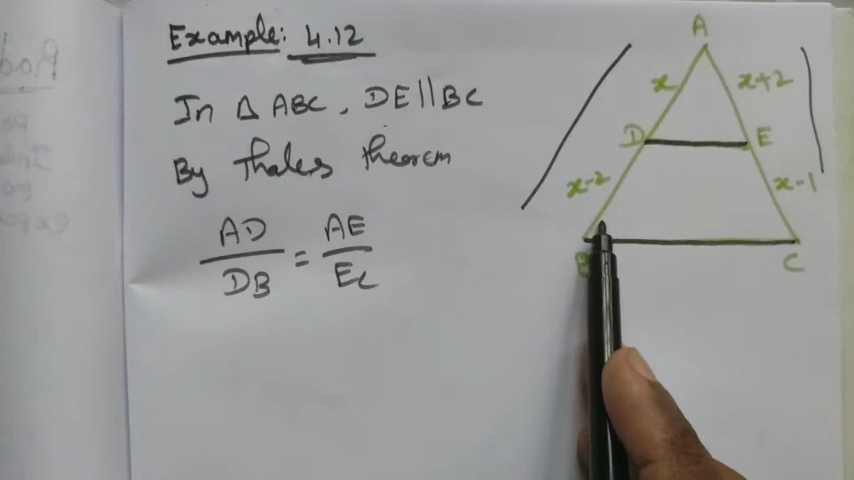 Example: 4.12
In Δ ABC, DE||BC
By Thales theorem
AD/DB = AE/EC
A
x
x+2
D
E
x-2
x-1
B
C